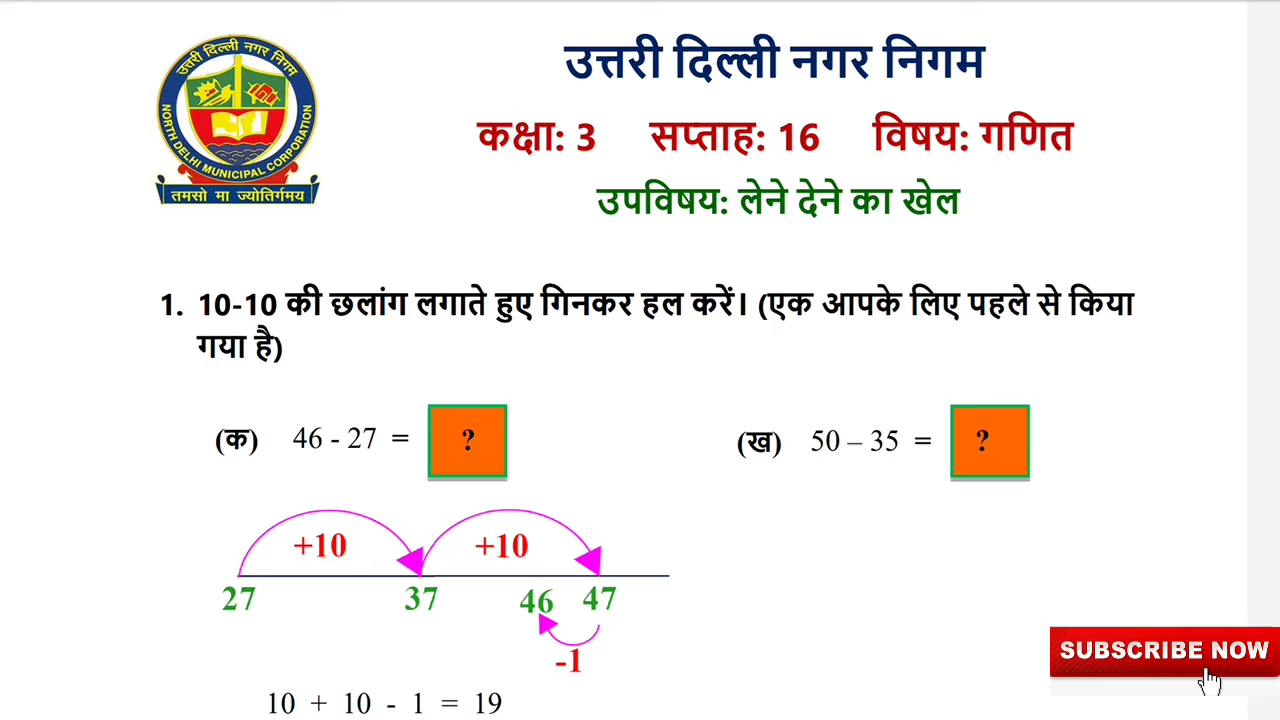 उत्तरी दिल्ली नगर निगम
NORTH DELHI MUNICIPAL CORPORATION
तमसो मा ज्योतिर्गमय
उत्तरी दिल्ली नगर निगम
कक्षा: 3 सप्ताह: 16 विषय: गणित
उपविषय: लेने देने का खेल
1. 10-10 की छलांग लगाते हुए गिनकर हल करें। (एक आपके लिए पहले से किया
गया है)
(क) 46 - 27 = ?
(ख) 50 – 35 = ?
+10 +10
27 37 46 47
-1
10 + 10 - 1 = 19
SUBSCRIBE NOW